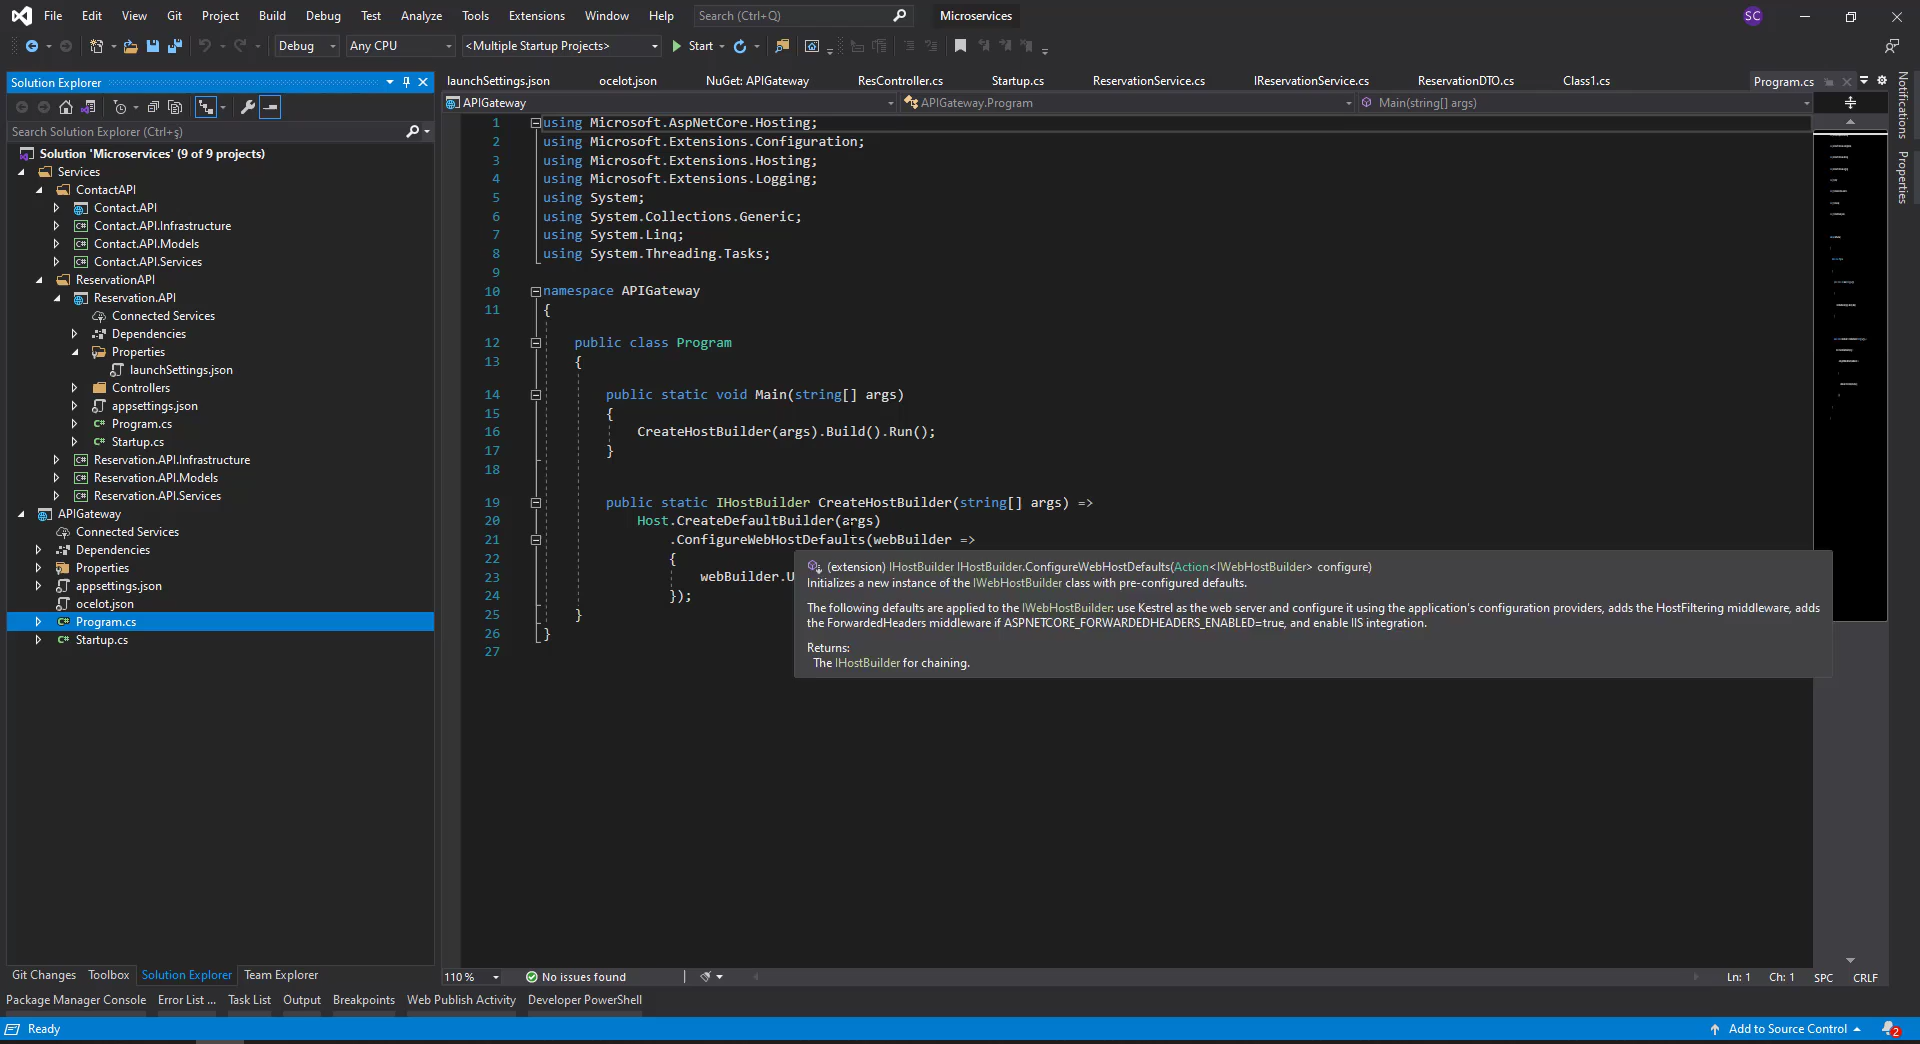 File Edit View Git Project Build Debug Test Analyze Tools Extensions Window Help Search (Ctrl+Q) Microservices SC
Debug Any CPU <Multiple Startup Projects> Start
Solution Explorer
Search Solution Explorer (Ctrl+ş)
Solution 'Microservices' (9 of 9 projects)
Services
ContactAPI
Contact.API
Contact.API.Infrastructure
Contact.API.Models
Contact.API.Services
ReservationAPI
Reservation.API
Connected Services
Dependencies
Properties
launchSettings.json
Controllers
appsettings.json
Program.cs
Startup.cs
Reservation.API.Infrastructure
Reservation.API.Models
Reservation.API.Services
APIGateway
Connected Services
Dependencies
Properties
appsettings.json
ocelot.json
Program.cs
Startup.cs
Git Changes Toolbox Solution Explorer Team Explorer
launchSettings.json ocelot.json NuGet: APIGateway ResController.cs Startup.cs ReservationService.cs IReservationService.cs ReservationDTO.cs Class1.cs Program.cs
APIGateway APIGateway.Program Main(string[] args)
1 using Microsoft.AspNetCore.Hosting;
2 using Microsoft.Extensions.Configuration;
3 using Microsoft.Extensions.Hosting;
4 using Microsoft.Extensions.Logging;
5 using System;
6 using System.Collections.Generic;
7 using System.Linq;
8 using System.Threading.Tasks;
9
10 namespace APIGateway
11 {
12 public class Program
13 {
14 public static void Main(string[] args)
15 {
16 CreateHostBuilder(args).Build().Run();
17 }
18
19 public static IHostBuilder CreateHostBuilder(string[] args) =>
20 Host.CreateDefaultBuilder(args)
21 .ConfigureWebHostDefaults(webBuilder =>
22 {
23 webBuilder.U
24 });
25 }
26 }
27
(extension) IHostBuilder IHostBuilder.ConfigureWebHostDefaults(Action<IWebHostBuilder> configure)
Initializes a new instance of the IWebHostBuilder class with pre-configured defaults.
The following defaults are applied to the IWebHostBuilder: use Kestrel as the web server and configure it using the application's configuration providers, adds the HostFiltering middleware, adds
the ForwardedHeaders middleware if ASPNETCORE_FORWARDEDHEADERS_ENABLED=true, and enable IIS integration.
Returns:
The IHostBuilder for chaining.
Notifications
Properties
110 % No issues found Ln: 1 Ch: 1 SPC CRLF
Package Manager Console Error List ... Task List Output Breakpoints Web Publish Activity Developer PowerShell
Ready Add to Source Control 2